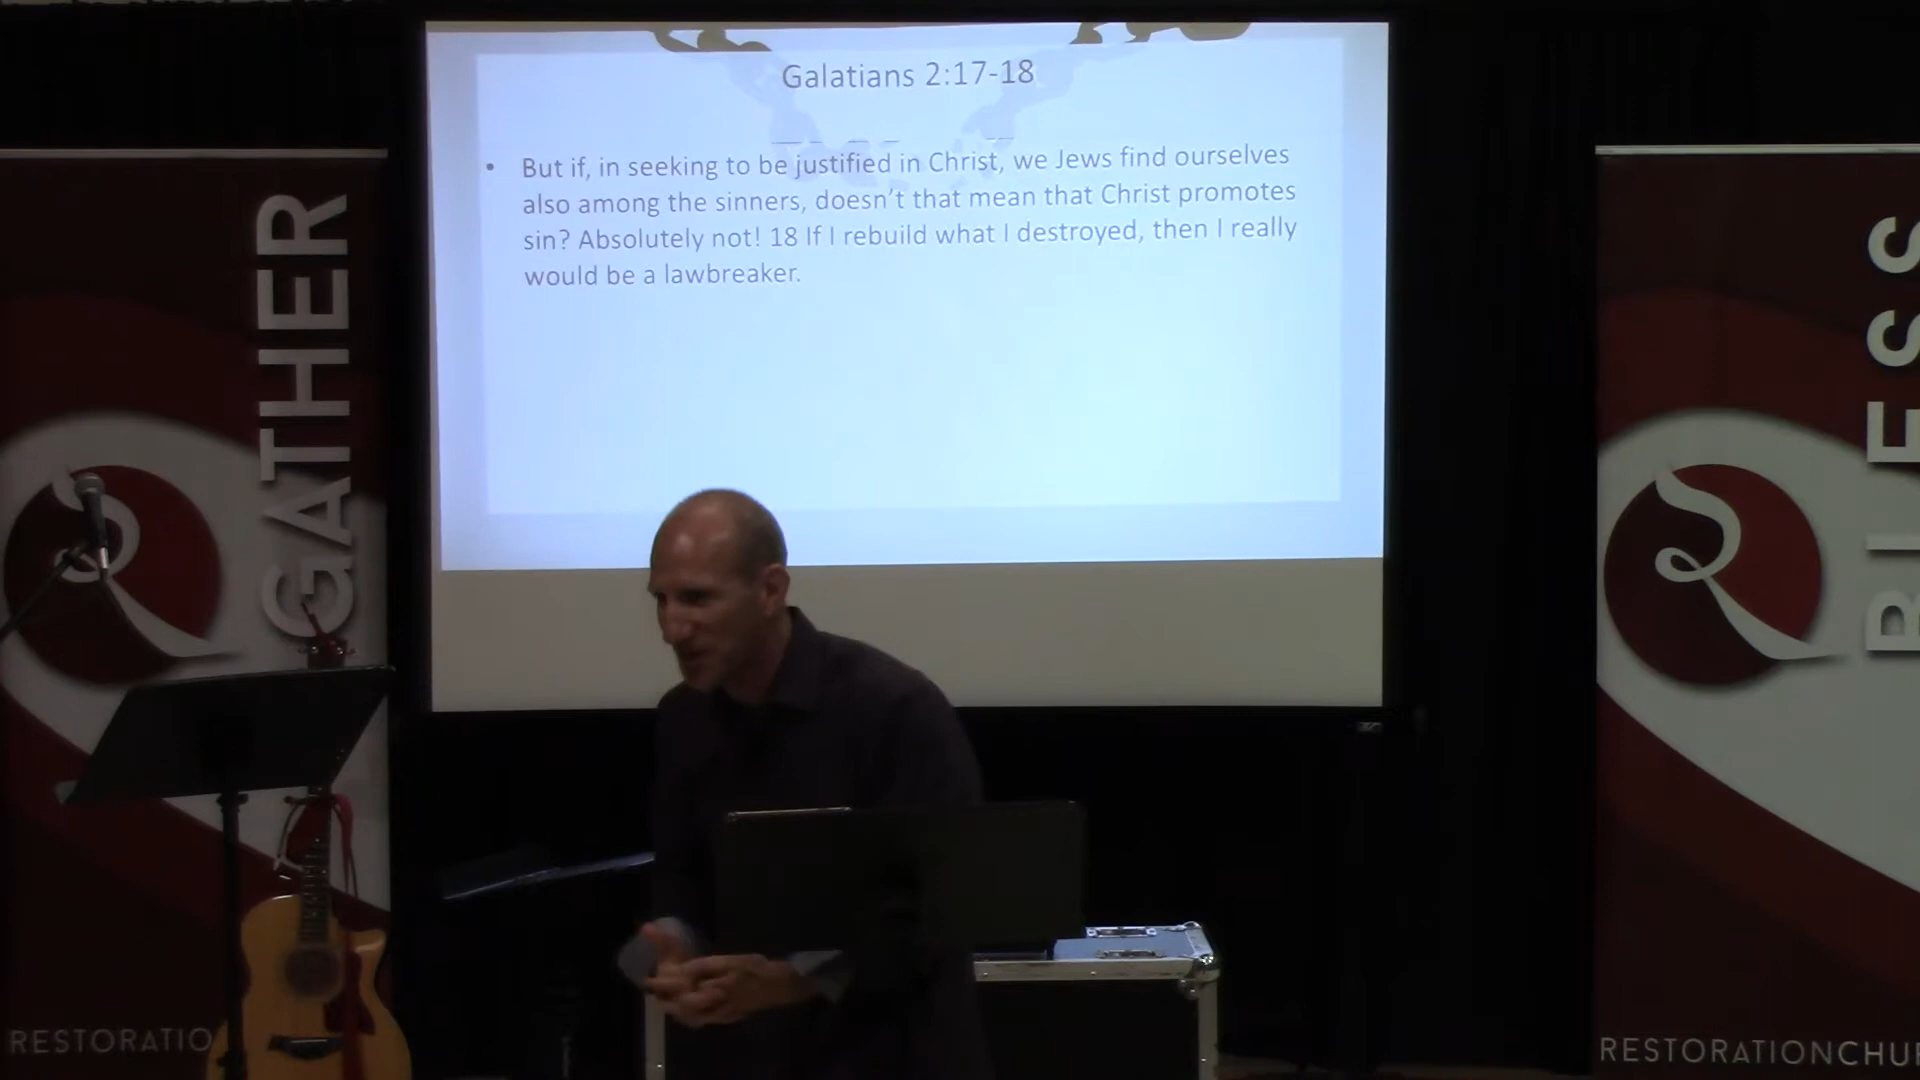 Galatians 2:17-18
• But if, in seeking to be justified in Christ, we Jews find ourselves
also among the sinners, doesn't that mean that Christ promotes
sin? Absolutely not! 18 If I rebuild what I destroyed, then I really
would be a lawbreaker.
GATHER
RESTORATIO
BLESS
RESTORATIONCHU